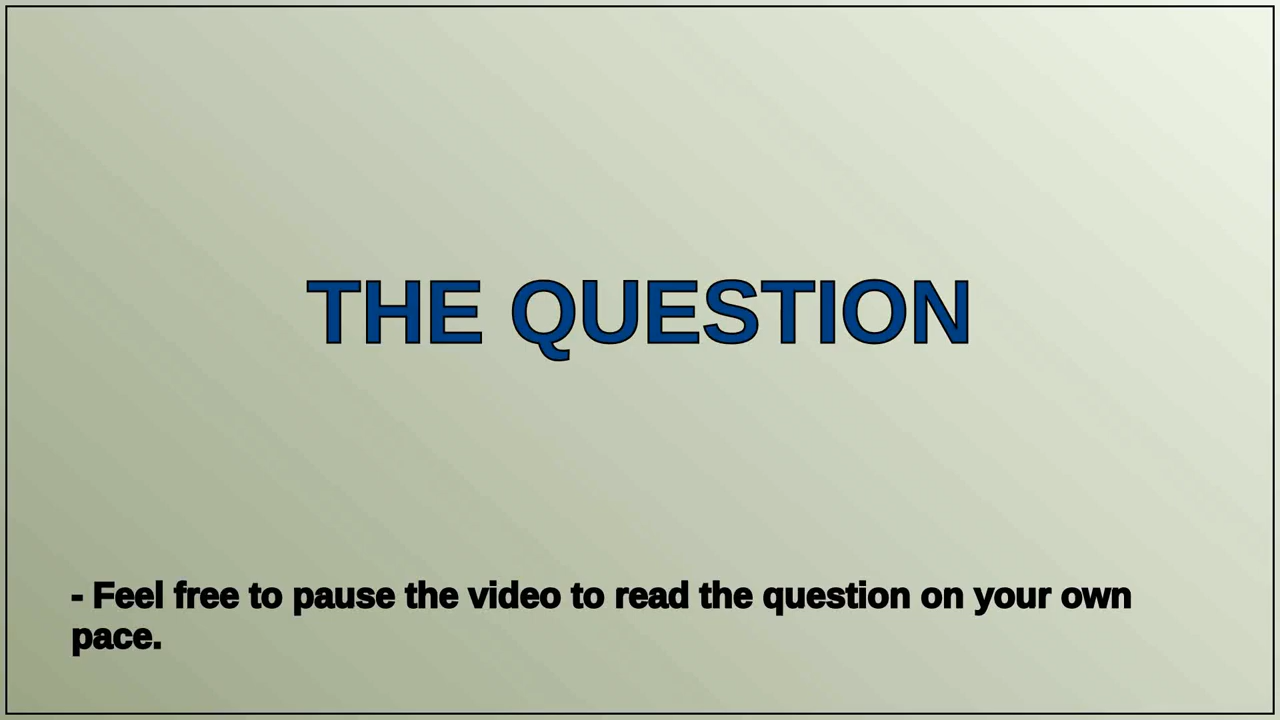 THE QUESTION
- Feel free to pause the video to read the question on your own
pace.